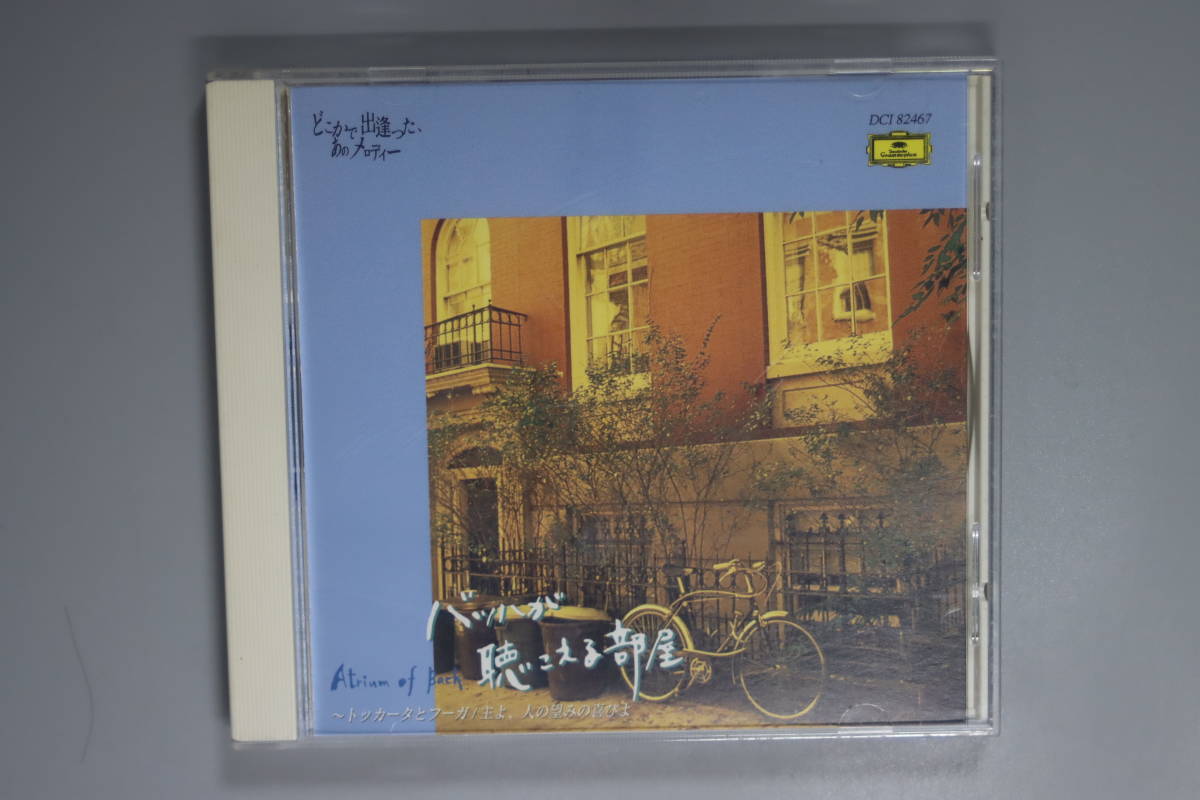 どこかで出逢った、
あのメロディー
DCI 82467
Deutsche
Grammophon
バッハが
聴こえる部屋
Atrium of Bach
〜トッカータとフーガ/主よ、人の望みの喜びよ